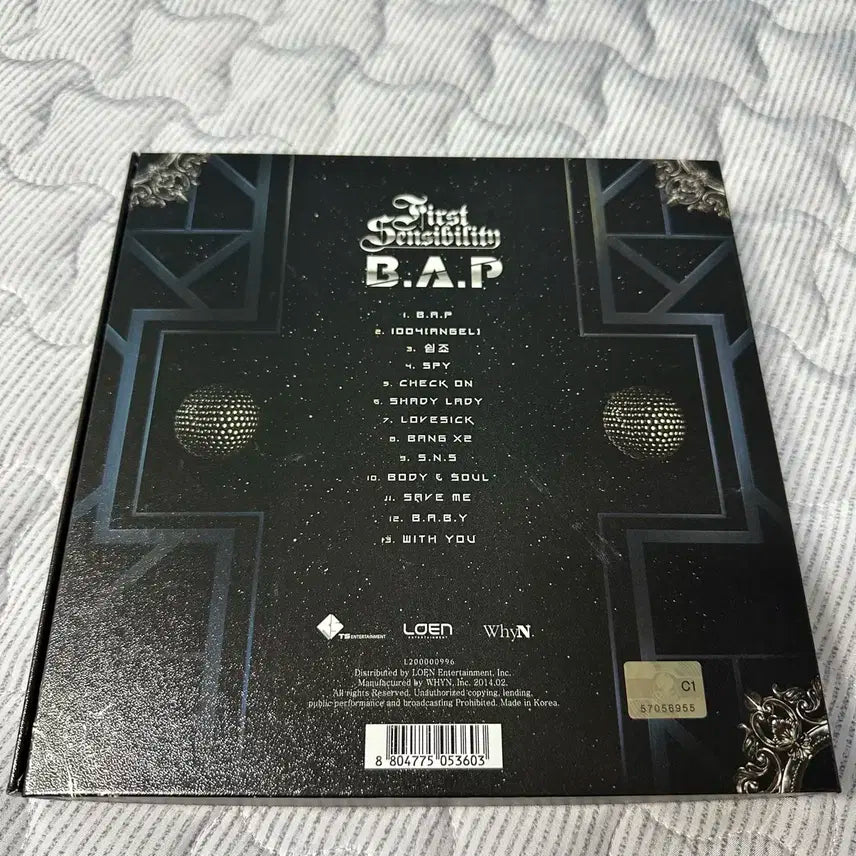 First
Sensibility
B.A.P
1. B.A.P
2. 1004(ANGEL)
3. 쉽죠
4. SPY
5. CHECK ON
6. SHADY LADY
7. LOVESICK
8. BANG X2
9. S.N.S
10. BODY & SOUL
11. SAVE ME
12. B.A.B.Y
13. WITH YOU
TS ENTERTAINMENT LOEN ENTERTAINMENT WhyN.
L200000996
Distributed by LOEN Entertainment, Inc.
Manufactured by WHYN, Inc. 2014.02.
All rights Reserved. Unduthorized copying, lending,
public performance and broadcasting Prohibited. Made in Korea.
C1
57056955
8 804775 053603